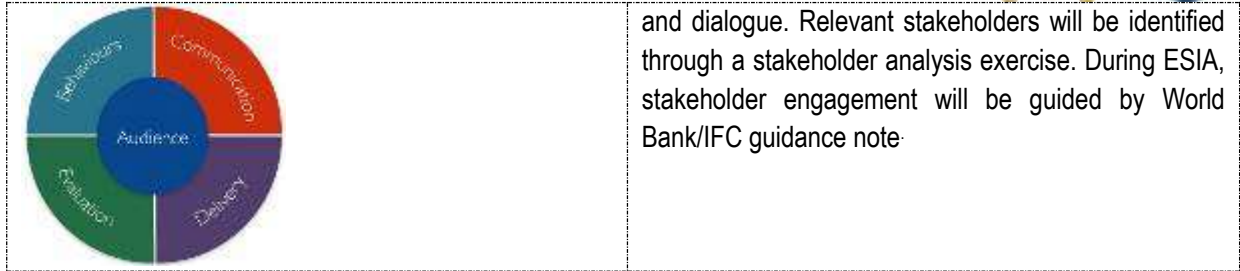 Behaviours
Communication
Audience
Evaluation
Delivery
and dialogue. Relevant stakeholders will be identified
through a stakeholder analysis exercise. During ESIA,
stakeholder engagement will be guided by World
Bank/IFC guidance note.